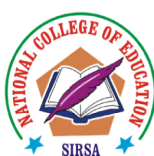 NATIONAL COLLEGE OF EDUCATION
SIRSA